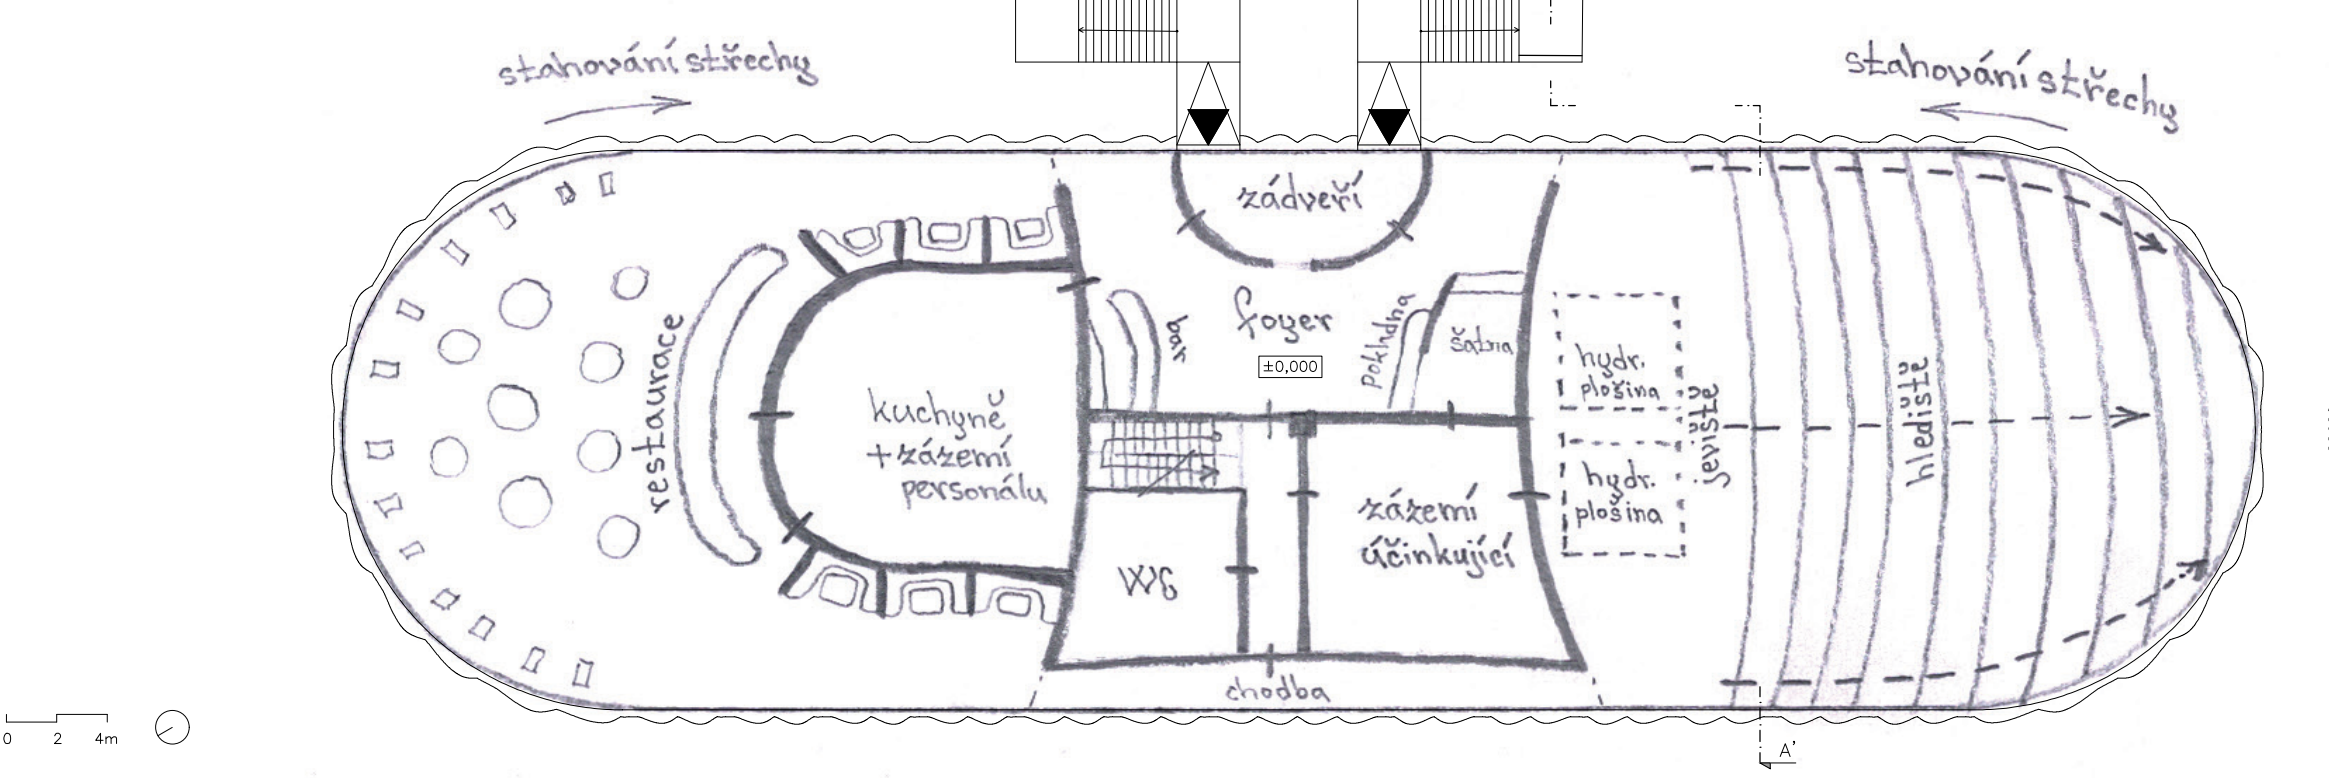 stahování střechy
stahování střechy
zádveří
foyer
±0,000
bar
pokladna
šatna
restaurace
kuchyně
+zázemí
personálu
hydr.
plošina
hydr.
plošina
jeviště
hlediště
zázemí
účinkující
WC
chodba
0 2 4m
A'